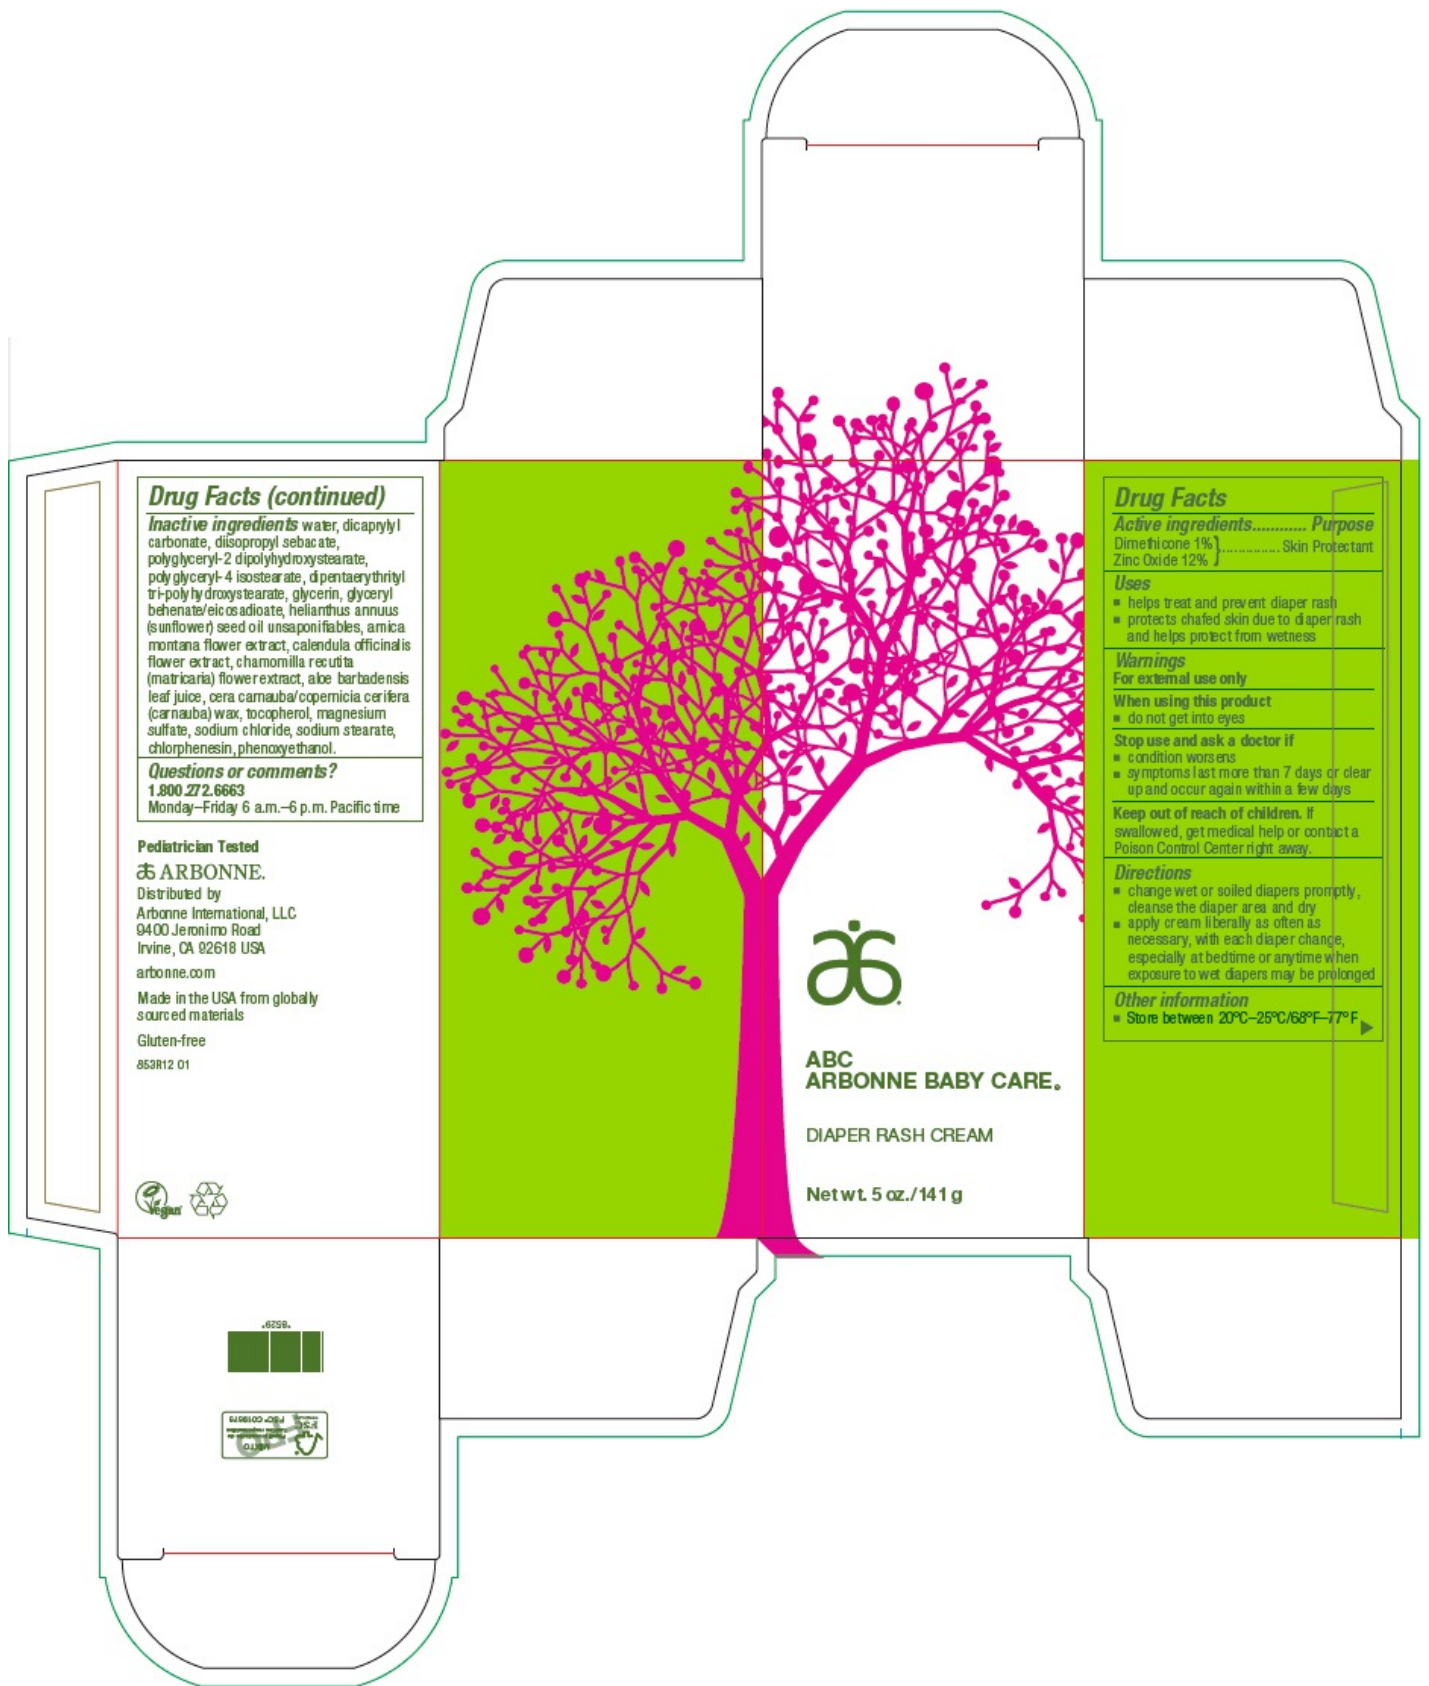 Drug Facts (continued)
Inactive ingredients water, dicaprylyl
carbonate, diisopropyl sebacate,
polyglyceryl-2 dipolyhydroxystearate,
polyglyceryl-4 isostearate, dipentaerythrityl
tri-polyhydroxystearate, glycerin, glyceryl
behenate/eicosadioate, helianthus annuus
(sunflower) seed oil unsaponifiables, arnica
montana flower extract, calendula officinalis
flower extract, chamomilla recutita
(matricaria) flower extract, aloe barbadensis
leaf juice, cera carnauba/copernicia cerifera
(carnauba) wax, tocopherol, magnesium
sulfate, sodium chloride, sodium stearate,
chlorphenesin, phenoxyethanol.
Questions or comments?
1.800.272.6663
Monday–Friday 6 a.m.–6 p.m. Pacific time
Pediatrician Tested
ARBONNE.
Distributed by
Arbonne International, LLC
9400 Jeronimo Road
Irvine, CA 92618 USA
arbonne.com
Made in the USA from globally
sourced materials
Gluten-free
853R12 01
vegan
*8529*
MIXTO
FSC
FSC® C019575
FPO
ABC
ARBONNE BABY CARE®
DIAPER RASH CREAM
Net wt. 5 oz./141 g
Drug Facts
Active ingredients............ Purpose
Dimethicone 1%
Zinc Oxide 12% ............... Skin Protectant
Uses
■ helps treat and prevent diaper rash
■ protects chafed skin due to diaper rash
and helps protect from wetness
Warnings
For external use only
When using this product
■ do not get into eyes
Stop use and ask a doctor if
■ condition worsens
■ symptoms last more than 7 days or clear
up and occur again within a few days
Keep out of reach of children. If
swallowed, get medical help or contact a
Poison Control Center right away.
Directions
■ change wet or soiled diapers promptly,
cleanse the diaper area and dry
■ apply cream liberally as often as
necessary, with each diaper change,
especially at bedtime or anytime when
exposure to wet diapers may be prolonged
Other information
■ Store between 20°C–25°C/68°F–77°F